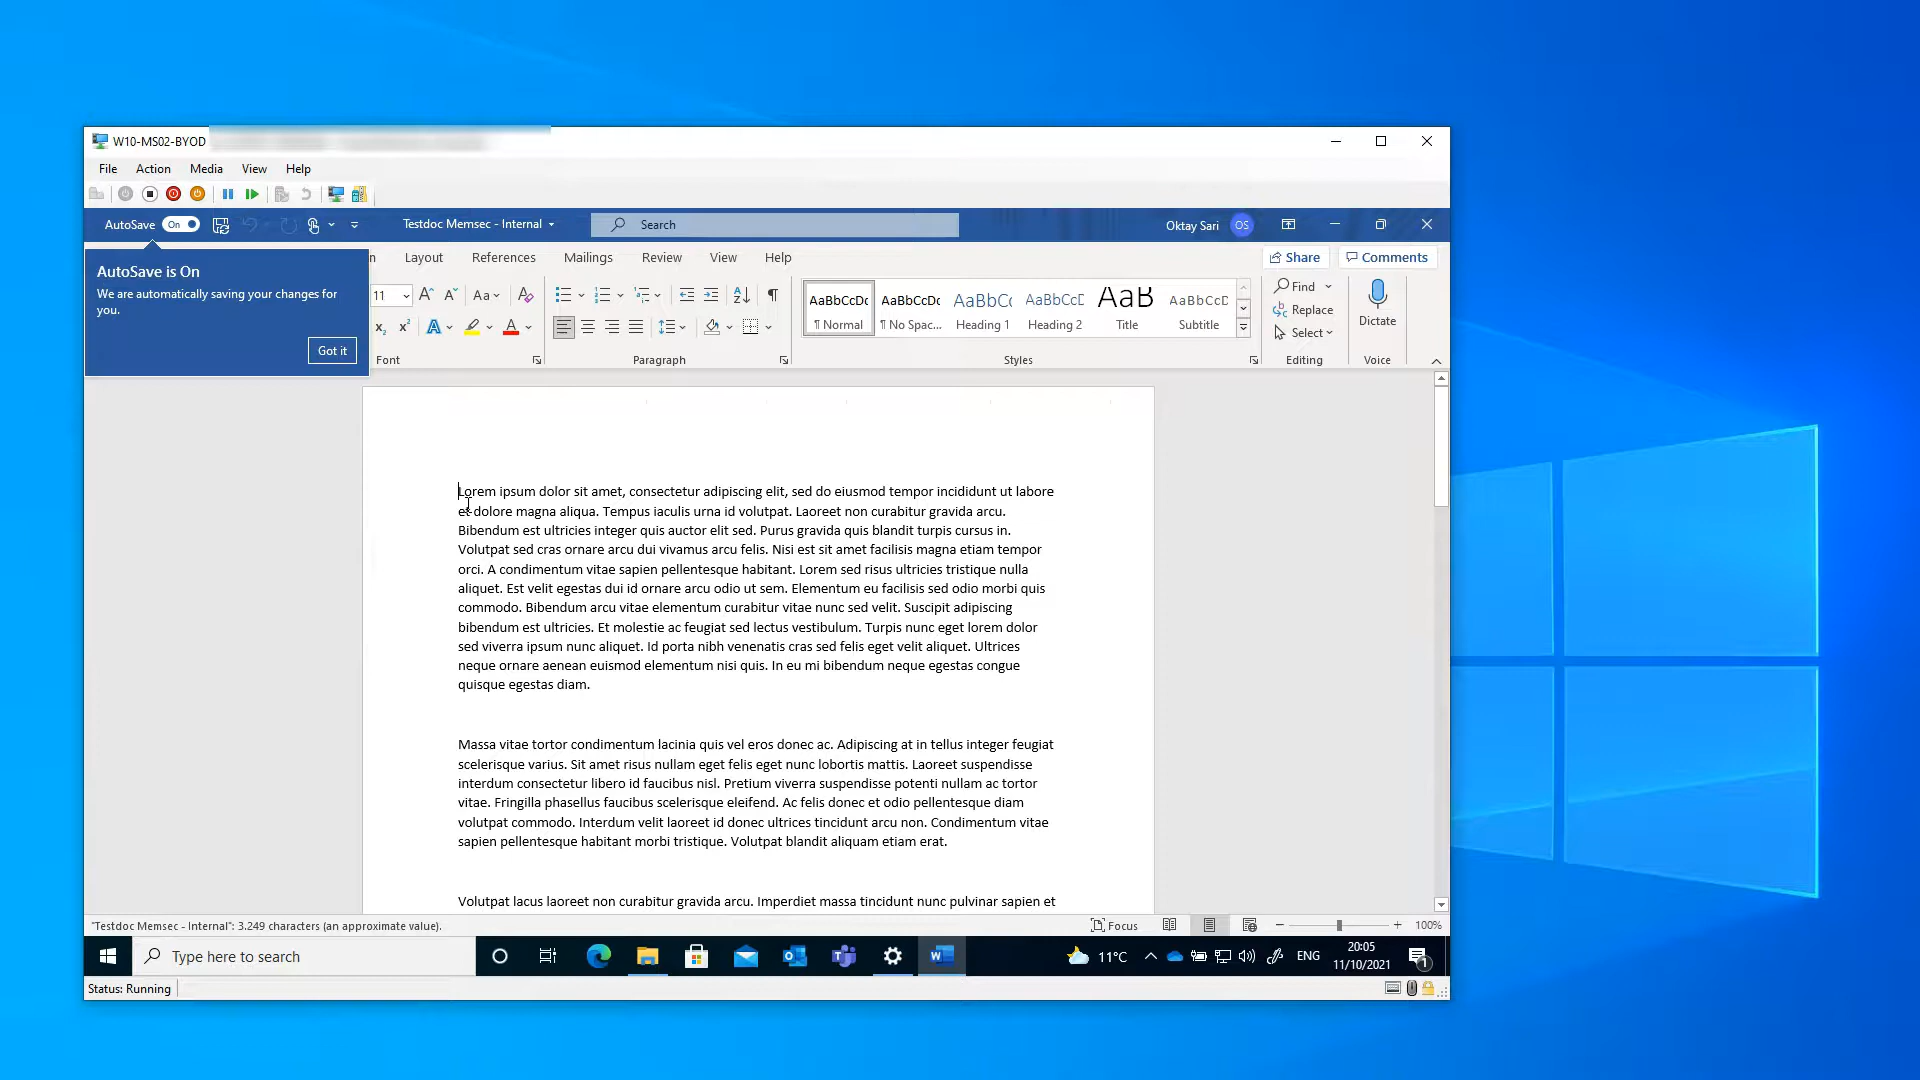 W10-MS02-BYOD
File Action Media View Help
AutoSave On Testdoc Memsec - Internal Search Oktay Sari OS
n Layout References Mailings Review View Help Share Comments
AutoSave is On
We are automatically saving your changes for
you.
Got it
11 Aa
AaBbCcDc AaBbCcDc AaBbCc AaBbCcD AaB AaBbCcD
¶ Normal ¶ No Spac... Heading 1 Heading 2 Title Subtitle
Find
Replace
Select
Dictate
Font Paragraph Styles Editing Voice
Lorem ipsum dolor sit amet, consectetur adipiscing elit, sed do eiusmod tempor incididunt ut labore
et dolore magna aliqua. Tempus iaculis urna id volutpat. Laoreet non curabitur gravida arcu.
Bibendum est ultricies integer quis auctor elit sed. Purus gravida quis blandit turpis cursus in.
Volutpat sed cras ornare arcu dui vivamus arcu felis. Nisi est sit amet facilisis magna etiam tempor
orci. A condimentum vitae sapien pellentesque habitant. Lorem sed risus ultricies tristique nulla
aliquet. Est velit egestas dui id ornare arcu odio ut sem. Elementum eu facilisis sed odio morbi quis
commodo. Bibendum arcu vitae elementum curabitur vitae nunc sed velit. Suscipit adipiscing
bibendum est ultricies. Et molestie ac feugiat sed lectus vestibulum. Turpis nunc eget lorem dolor
sed viverra ipsum nunc aliquet. Id porta nibh venenatis cras sed felis eget velit aliquet. Ultrices
neque ornare aenean euismod elementum nisi quis. In eu mi bibendum neque egestas congue
quisque egestas diam.
Massa vitae tortor condimentum lacinia quis vel eros donec ac. Adipiscing at in tellus integer feugiat
scelerisque varius. Sit amet risus nullam eget felis eget nunc lobortis mattis. Laoreet suspendisse
interdum consectetur libero id faucibus nisl. Pretium viverra suspendisse potenti nullam ac tortor
vitae. Fringilla phasellus faucibus scelerisque eleifend. Ac felis donec et odio pellentesque diam
volutpat commodo. Interdum velit laoreet id donec ultrices tincidunt arcu non. Condimentum vitae
sapien pellentesque habitant morbi tristique. Volutpat blandit aliquam etiam erat.
Volutpat lacus laoreet non curabitur gravida arcu. Imperdiet massa tincidunt nunc pulvinar sapien et
"Testdoc Memsec - Internal": 3.249 characters (an approximate value). Focus 100%
Type here to search 11°C ENG 20:05
11/10/2021
1
Status: Running